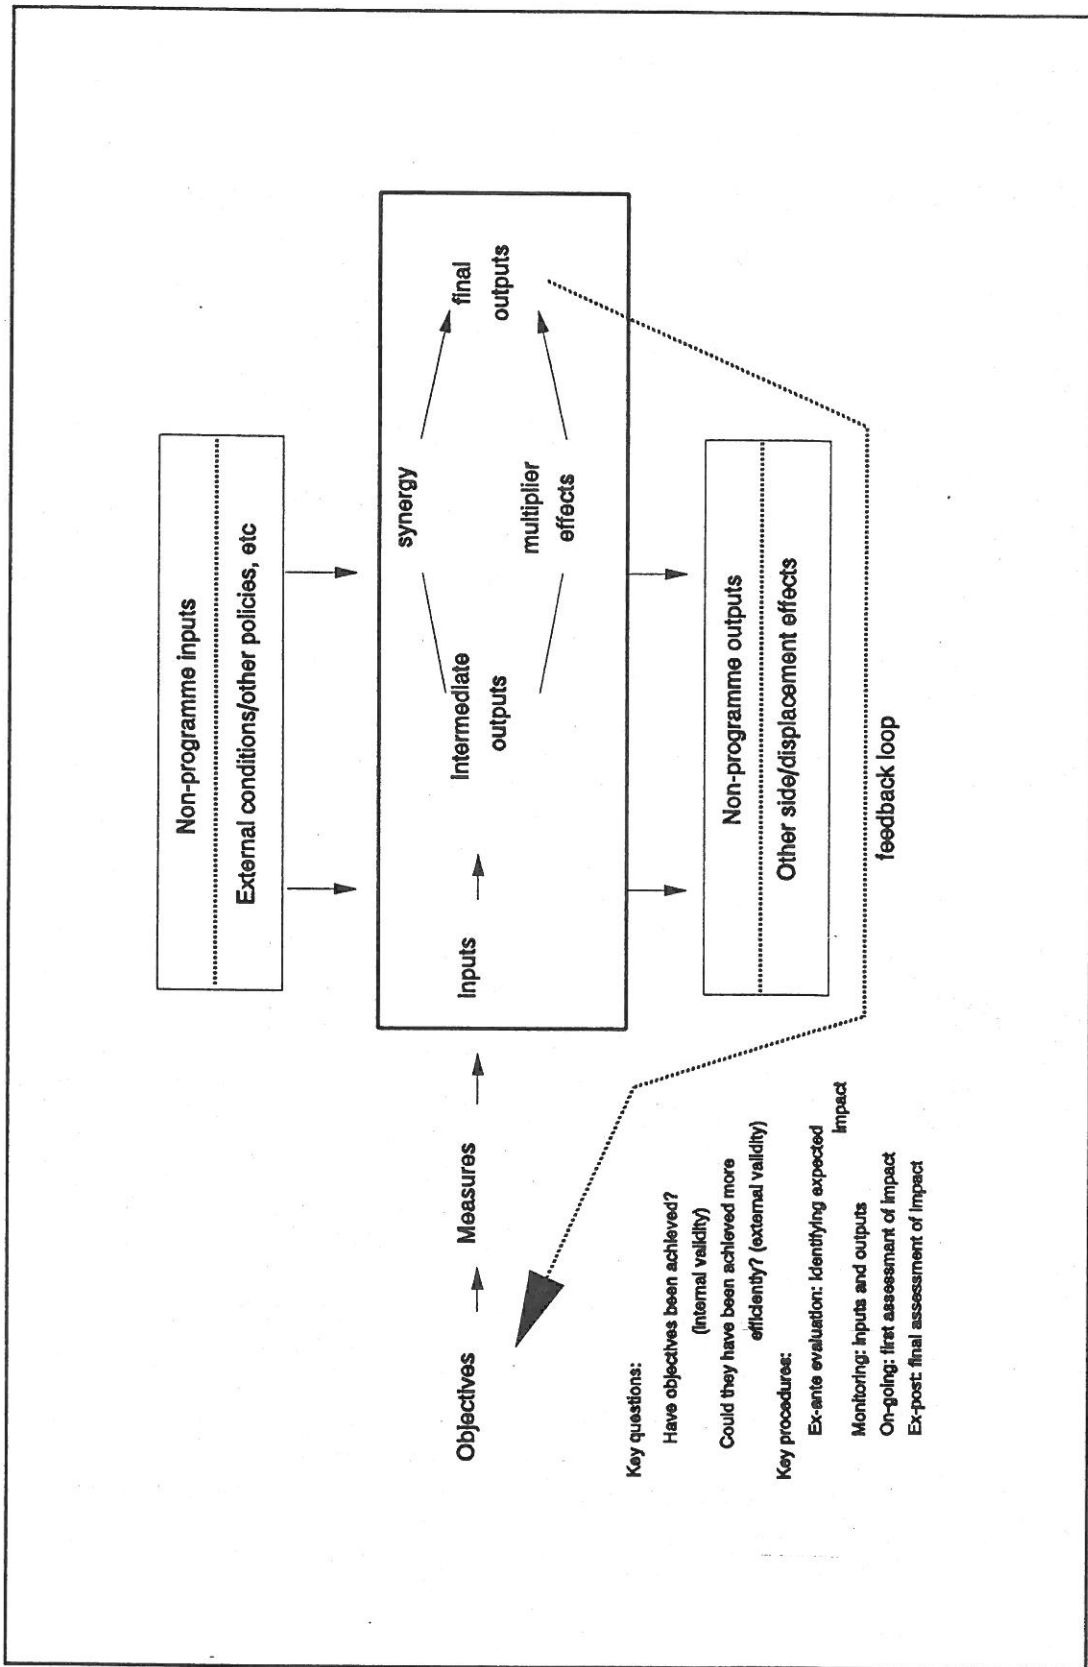 Non-programme inputs
External conditions/other policies, etc
Objectives
Measures
Inputs
Intermediate
outputs
synergy
multiplier
effects
final
outputs
Non-programme outputs
Other side/displacement effects
feedback loop
Key questions:
Have objectives been achieved?
(internal validity)
Could they have been achieved more
efficiently? (external validity)
Key procedures:
Ex-ante evaluation: identifying expected
impact
Monitoring: inputs and outputs
On-going: first assessmant of impact
Ex-post: final assessment of impact